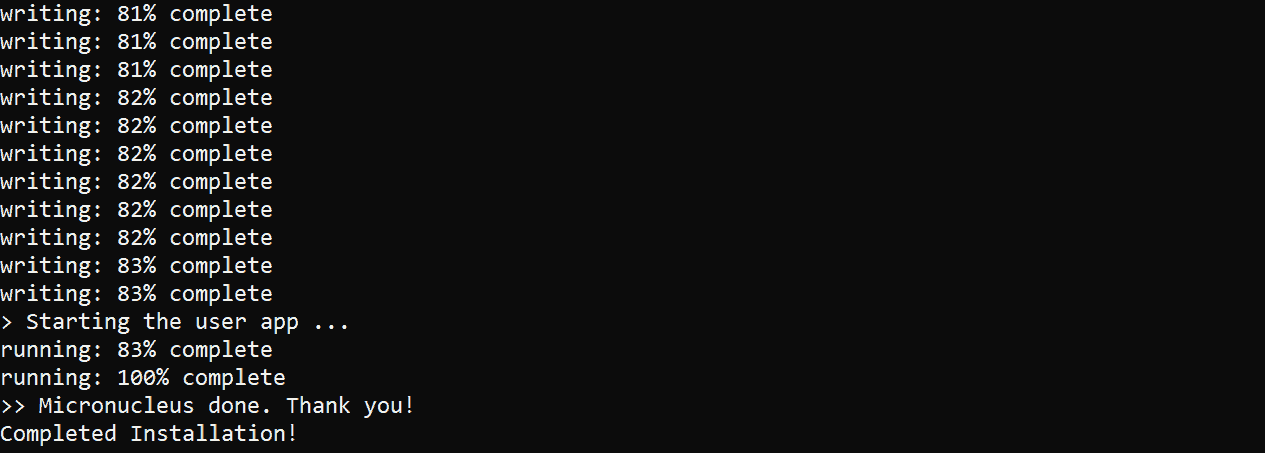 writing: 81% complete
writing: 81% complete
writing: 81% complete
writing: 82% complete
writing: 82% complete
writing: 82% complete
writing: 82% complete
writing: 82% complete
writing: 82% complete
writing: 83% complete
writing: 83% complete
> Starting the user app ...
running: 83% complete
running: 100% complete
>> Micronucleus done. Thank you!
Completed Installation!